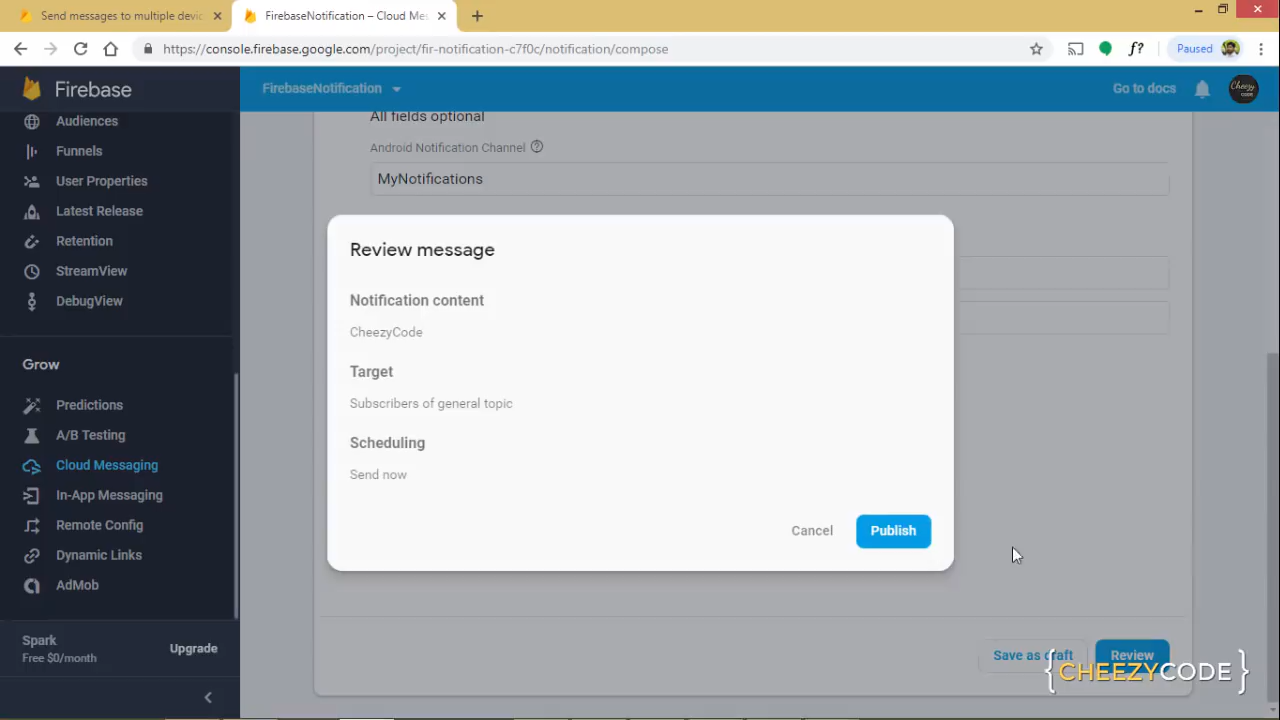 Send messages to multiple devic
FirebaseNotification – Cloud Mes
https://console.firebase.google.com/project/fir-notification-c7f0c/notification/compose
f?
Paused
Firebase
FirebaseNotification
Go to docs
Cheezy
CODE
Audiences
Funnels
User Properties
Latest Release
Retention
StreamView
DebugView
Grow
Predictions
A/B Testing
Cloud Messaging
In-App Messaging
Remote Config
Dynamic Links
AdMob
Spark
Free $0/month
Upgrade
All fields optional
Android Notification Channel
MyNotifications
Review message
Notification content
CheezyCode
Target
Subscribers of general topic
Scheduling
Send now
Cancel
Publish
Save as draft
Review
{CHEEZYCODE}